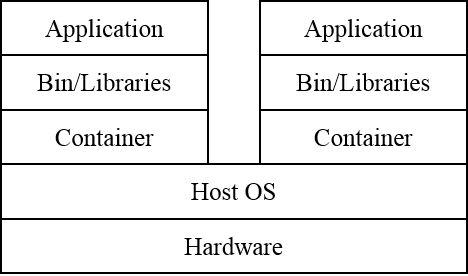 Application
Application
Bin/Libraries
Bin/Libraries
Container
Container
Host OS
Hardware